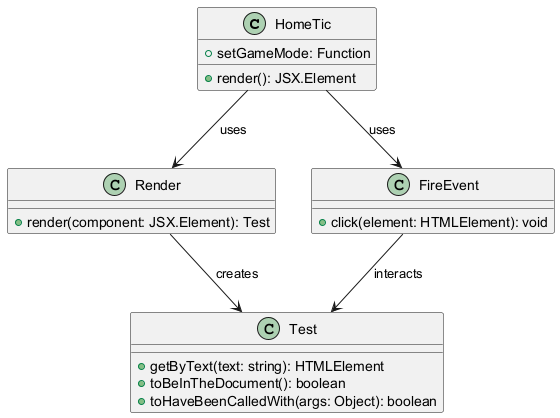 C HomeTic
setGameMode: Function
render(): JSX.Element
uses
uses
C Render
render(component: JSX.Element): Test
C FireEvent
click(element: HTMLElement): void
creates
interacts
C Test
getByText(text: string): HTMLElement
toBeInTheDocument(): boolean
toHaveBeenCalledWith(args: Object): boolean